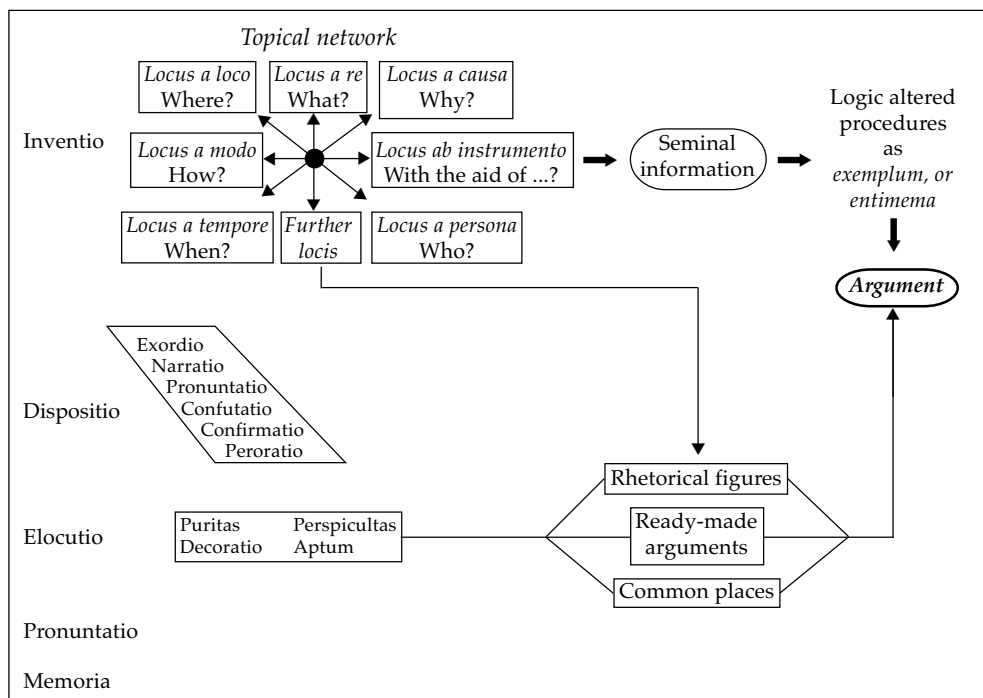 Topical network
Locus a loco
Where?
Locus a re
What?
Locus a causa
Why?
Inventio
Locus a modo
How?
Locus ab instrumento
With the aid of ...?
Seminal
information
Logic altered
procedures
as
exemplum, or
entimema
Locus a tempore
When?
Further
locis
Locus a persona
Who?
Argument
Dispositio
Exordio
Narratio
Pronuntatio
Confutatio
Confirmatio
Peroratio
Elocutio
Puritas Perspicultas
Decoratio Aptum
Rhetorical figures
Ready-made
arguments
Common places
Pronuntatio
Memoria